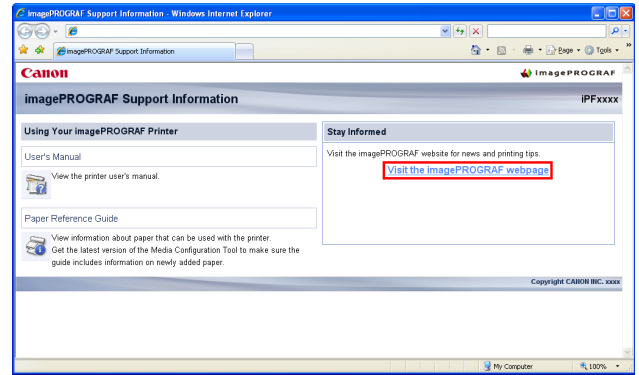 imagePROGRAF Support Information - Windows Internet Explorer
imagePROGRAF Support Information
Page
Tools
Canon
imagePROGRAF
imagePROGRAF Support Information
iPFxxxx
Using Your imagePROGRAF Printer
User's Manual
View the printer user's manual.
Paper Reference Guide
View information about paper that can be used with the printer.
Get the latest version of the Media Configuration Tool to make sure the
guide includes information on newly added paper.
Stay Informed
Visit the imagePROGRAF website for news and printing tips.
Visit the imagePROGRAF webpage
Copyright CANON INC. xxxx
My Computer
100%